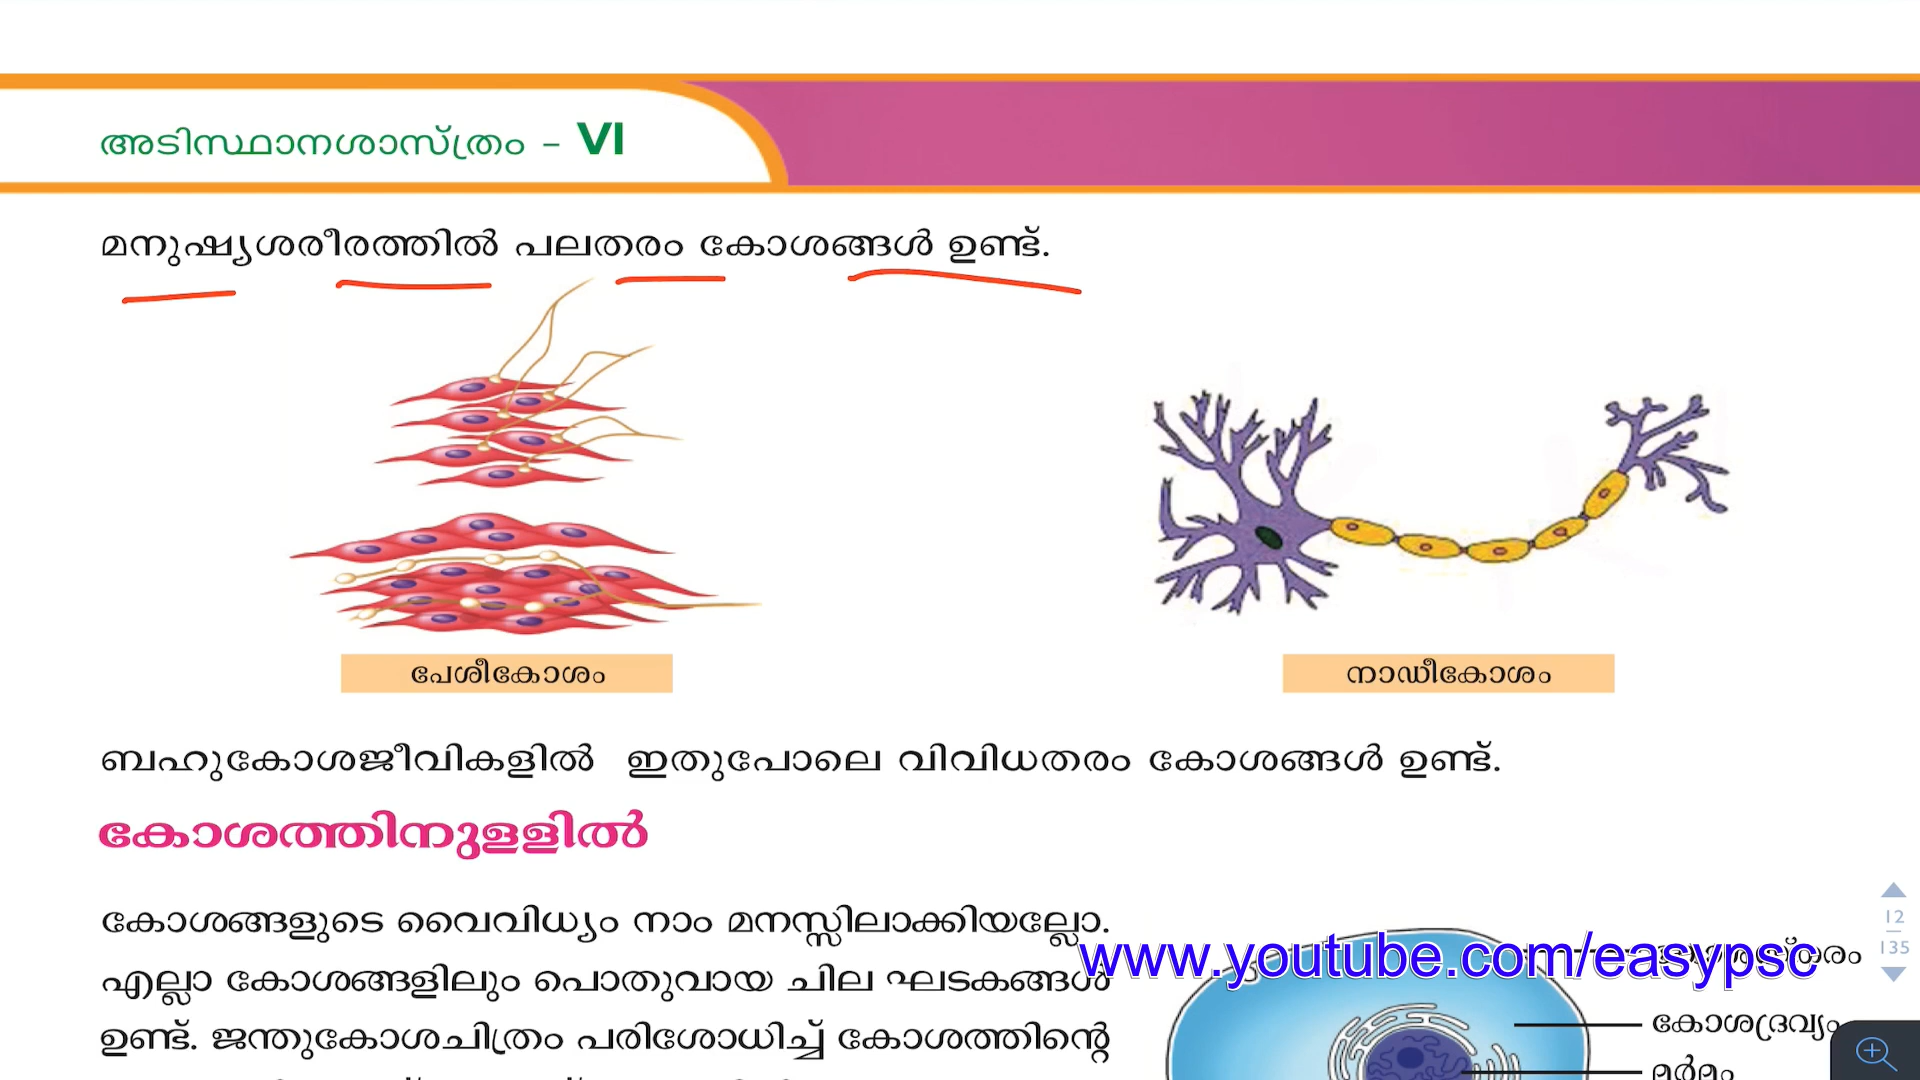 അടിസ്ഥാനശാസ്ത്രം - VI
മനുഷ്യശരീരത്തിൽ പലതരം കോശങ്ങൾ ഉണ്ട്.
പേശീകോശം
നാഡീകോശം
ബഹുകോശജീവികളിൽ ഇതുപോലെ വിവിധതരം കോശങ്ങൾ ഉണ്ട്.
കോശത്തിനുള്ളിൽ
കോശങ്ങളുടെ വൈവിധ്യം നാം മനസ്സിലാക്കിയല്ലോ.
എല്ലാ കോശങ്ങളിലും പൊതുവായ ചില ഘടകങ്ങൾ
ഉണ്ട്. ജന്തുകോശചിത്രം പരിശോധിച്ച് കോശത്തിന്റെ
www.youtube.com/easypsc
കോശദ്രവ്യം
മർമം
12
135